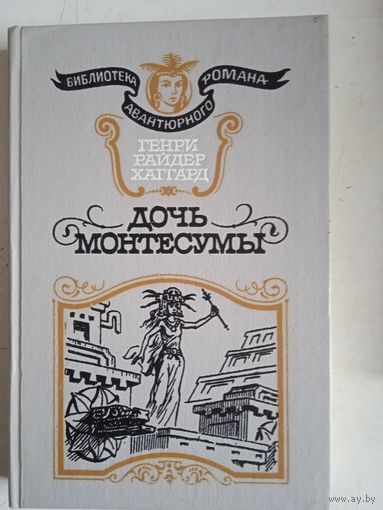 БИБЛИОТЕКА
АВАНТЮРНОГО
РОМАНА
ГЕНРИ
РАЙДЕР
ХАГГАРД
ДОЧЬ
МОНТЕСУМЫ
www.ay.by